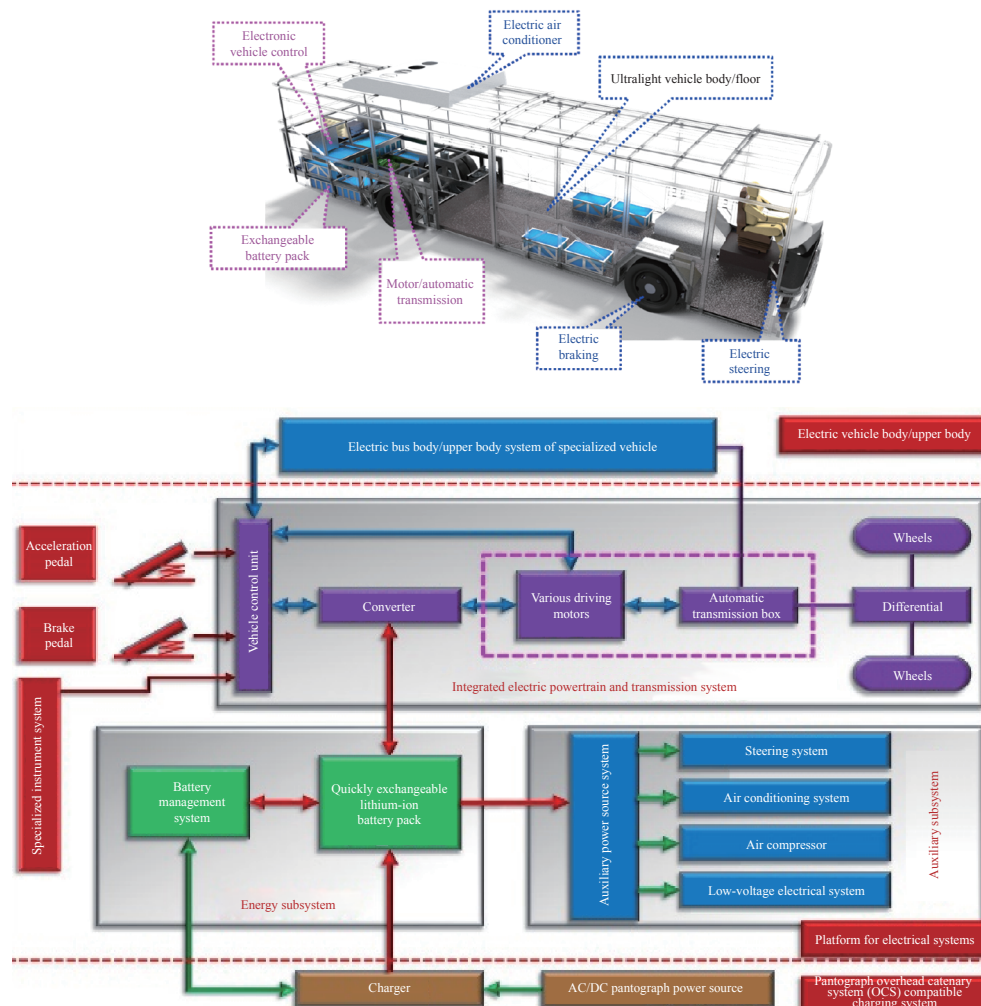 Electronic
vehicle control
Electric air
conditioner
Ultralight vehicle body/floor
Exchangeable
battery pack
Motor/automatic
transmission
Electric
braking
Electric
steering
Electric bus body/upper body system of specialized vehicle
Electric vehicle body/upper body
Acceleration
pedal
Brake
pedal
Specialized instrument system
Vehicle control unit
Converter
Various driving
motors
Automatic
transmission box
Wheels
Differential
Wheels
Integrated electric powertrain and transmission system
Battery
management
system
Quickly exchangeable
lithium-ion
battery pack
Energy subsystem
Auxiliary power source system
Steering system
Air conditioning system
Air compressor
Low-voltage electrical system
Auxiliary subsystem
Platform for electrical systems
Charger
AC/DC pantograph power source
Pantograph overhead catenary
system (OCS) compatible
charging system